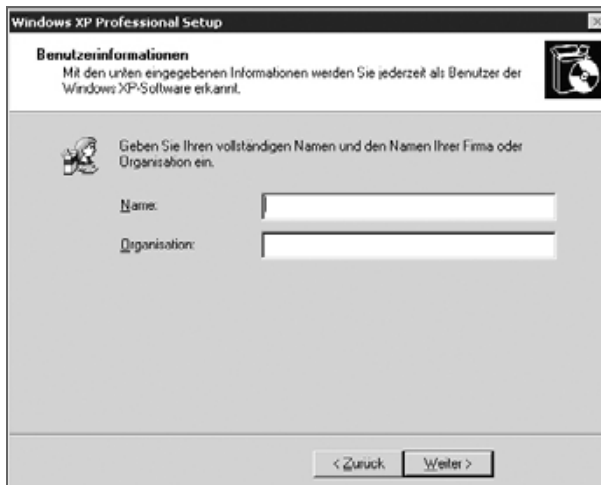 Windows XP Professional Setup
Benutzerinformationen
Mit den unten eingegebenen Informationen werden Sie jederzeit als Benutzer der
Windows XP-Software erkannt.
Geben Sie Ihren vollständigen Namen und den Namen Ihrer Firma oder
Organisation ein.
Name:
Organisation:
< Zurück Weiter >